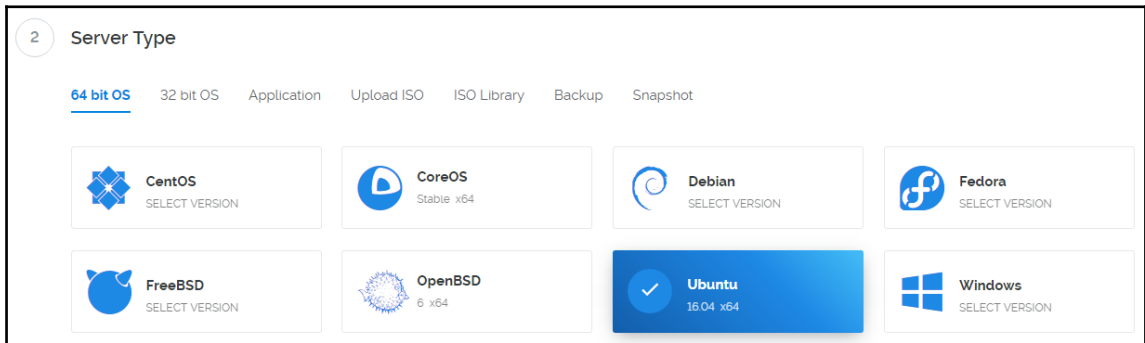 2 Server Type
64 bit OS 32 bit OS Application Upload ISO ISO Library Backup Snapshot
CentOS
SELECT VERSION
CoreOS
Stable x64
Debian
SELECT VERSION
Fedora
SELECT VERSION
FreeBSD
SELECT VERSION
OpenBSD
6 x64
Ubuntu
16.04 x64
Windows
SELECT VERSION